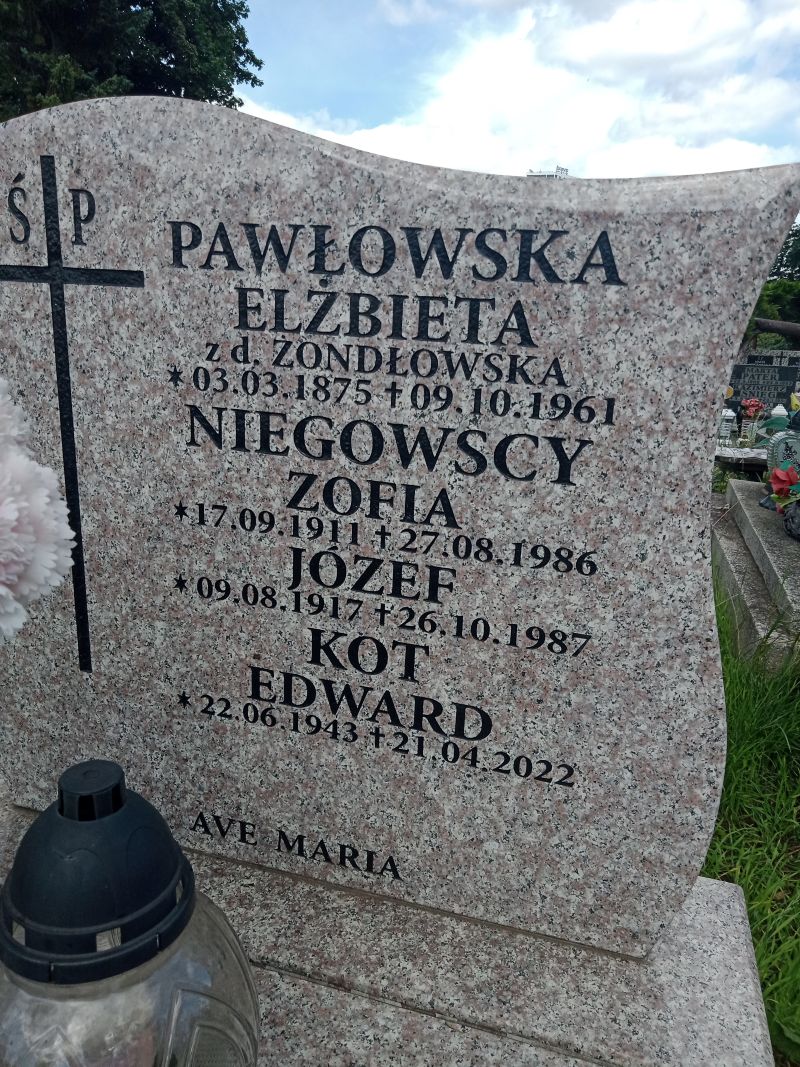 Ś P
PAWŁOWSKA
ELŻBIETA
z d. ZONDŁOWSKA
* 03.03.1875 † 09.10.1961
NIEGOWSCY
ZOFIA
* 17.09.1911 † 27.08.1986
JÓZEF
* 09.08.1917 † 26.10.1987
KOT
EDWARD
* 22.06.1943 † 21.04.2022
AVE MARIA